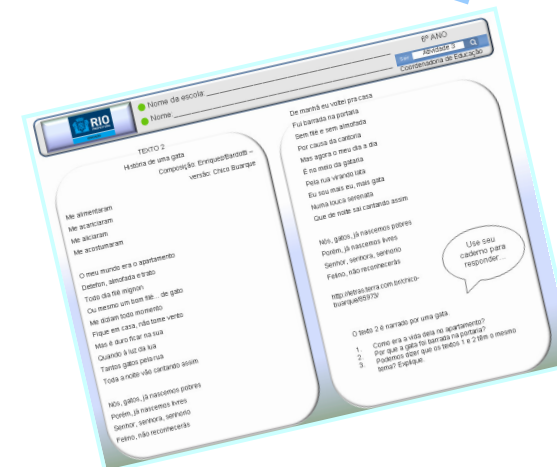 6º ANO
Atividade 3
Coordenadoria de Educação
RIO
Nome da escola:
Nome:
TEXTO 2
História de uma gata
Composição: Enriquez/Bardotti –
versão: Chico Buarque
Me alimentaram
Me acariciaram
Me aliciaram
Me acostumaram
O meu mundo era o apartamento
Detefon, almofada e trato
Todo dia filé mignon
Ou mesmo um bom filé... de gato
Me diziam todo momento
Fique em casa, não tome vento
Mas é duro ficar na sua
Quando à luz da lua
Tantos gatos pela rua
Toda a noite vão cantando assim
Nós, gatos, já nascemos pobres
Porém, já nascemos livres
Senhor, senhora, senhorio
Felino, não reconhecerás
De manhã eu voltei pra casa
Fui barrada na portaria
Sem filé e sem almofada
Por causa da cantoria
Mas agora o meu dia a dia
É no meio da gataria
Pela rua virando lata
Eu sou mais eu, mais gata
Numa louca serenata
Que de noite sai cantando assim
Nós, gatos, já nascemos pobres
Porém, já nascemos livres
Senhor, senhora, senhorio
Felino, não reconhecerás
http://letras.terra.com.br/chico-
buarque/85973/
Use seu
caderno para
responder...
O texto 2 é narrado por uma gata.
1. Como era a vida dela no apartamento?
2. Por que a gata foi barrada na portaria?
3. Podemos dizer que os textos 1 e 2 têm o mesmo
tema? Explique.